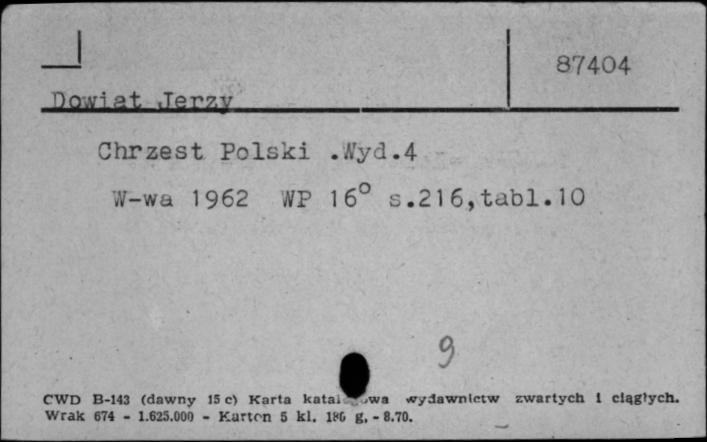 87404
Dowiat Jerzy
Chrzest Polski .Wyd.4
W-wa 1962 WP 16° s.216,tabl.10
9
CWD B-143 (dawny 15 c) Karta wydawnictw zwartych i ciągłych.
Wrak 674 - 1.625.000 - Karton 5 kl. 180 g, - 8.70.